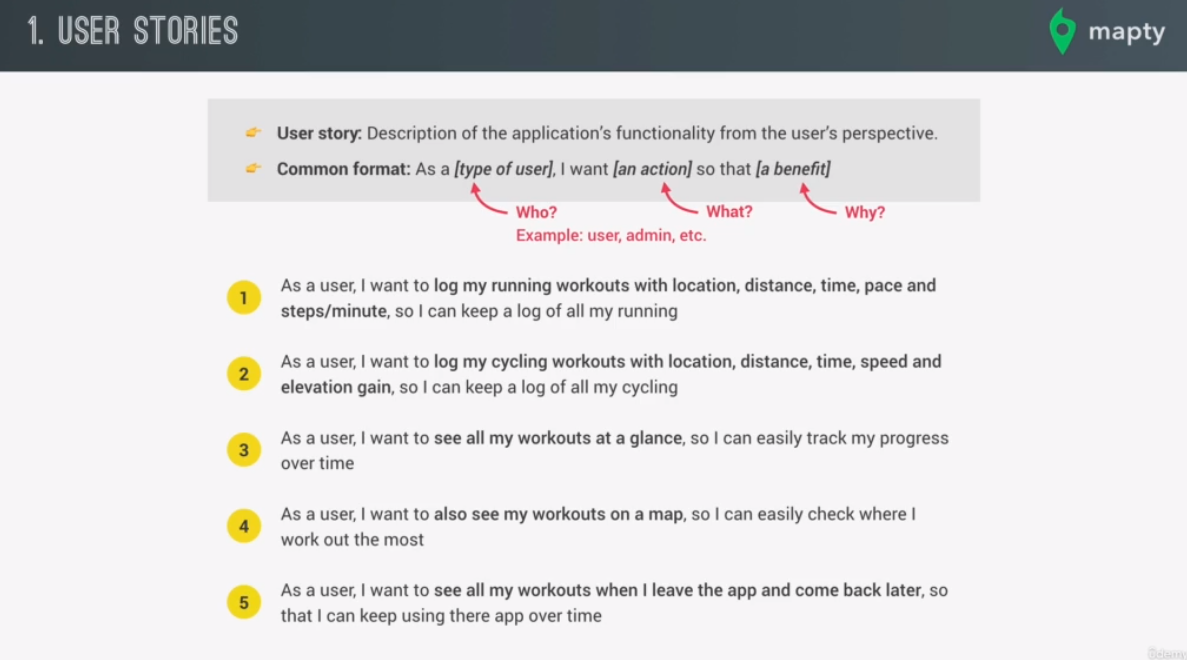 1. USER STORIES
mapty
👉 User story: Description of the application's functionality from the user's perspective.
👉 Common format: As a [type of user], I want [an action] so that [a benefit]
Who?
What?
Why?
Example: user, admin, etc.
1
As a user, I want to log my running workouts with location, distance, time, pace and
steps/minute, so I can keep a log of all my running
2
As a user, I want to log my cycling workouts with location, distance, time, speed and
elevation gain, so I can keep a log of all my cycling
3
As a user, I want to see all my workouts at a glance, so I can easily track my progress
over time
4
As a user, I want to also see my workouts on a map, so I can easily check where I
work out the most
5
As a user, I want to see all my workouts when I leave the app and come back later, so
that I can keep using there app over time
Udemy